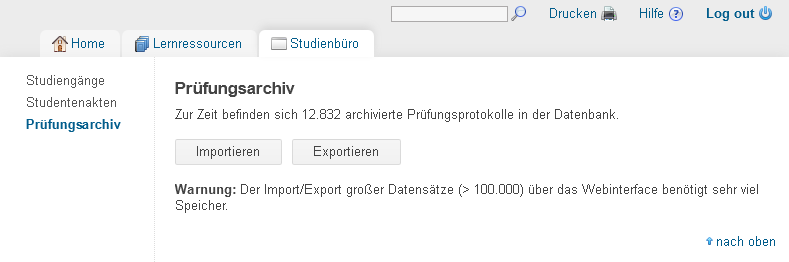 Drucken
Hilfe
Log out
Home
Lernressourcen
Studienbüro
Studiengänge
Studentenakten
Prüfungsarchiv
Prüfungsarchiv
Zur Zeit befinden sich 12.832 archivierte Prüfungsprotokolle in der Datenbank.
Importieren
Exportieren
Warnung: Der Import/Export großer Datensätze (> 100.000) über das Webinterface benötigt sehr viel
Speicher.
nach oben